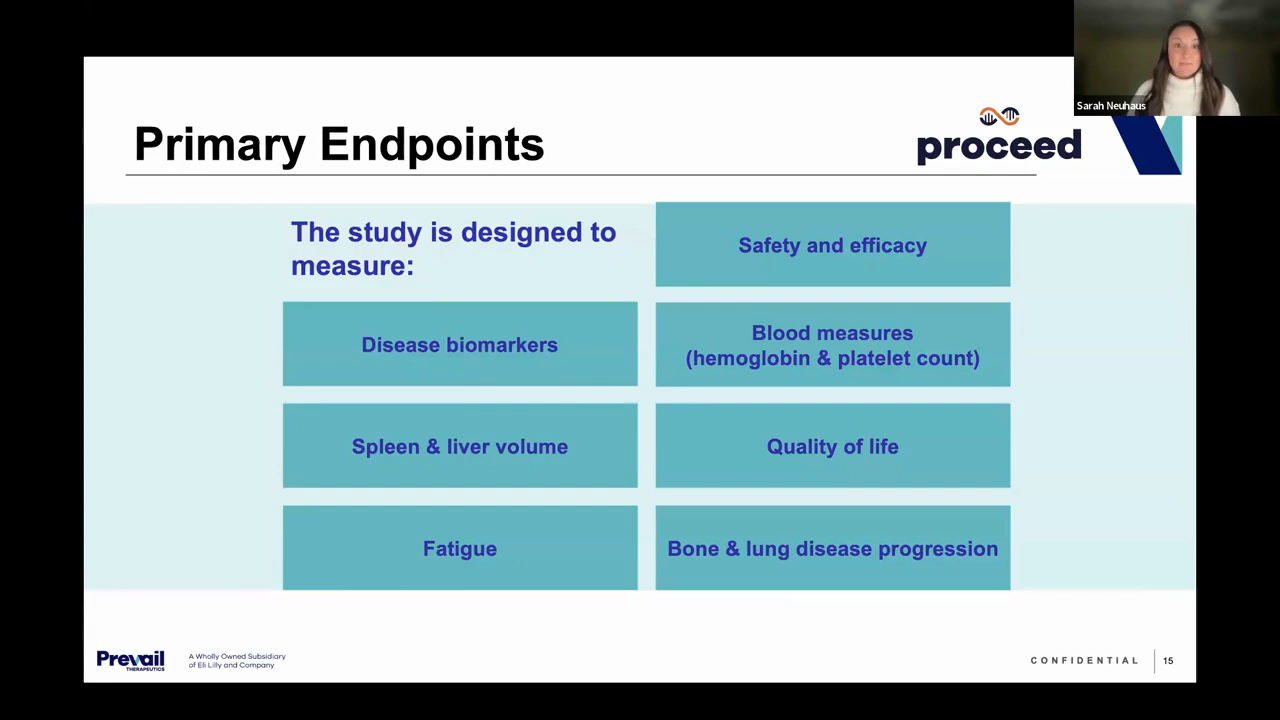 Sarah Neuhaus
Primary Endpoints
proceed
The study is designed to
measure:
Safety and efficacy
Disease biomarkers
Blood measures
(hemoglobin & platelet count)
Spleen & liver volume
Quality of life
Fatigue
Bone & lung disease progression
Prevail
THERAPEUTICS
A Wholly Owned Subsidiary
of Eli Lilly and Company
CONFIDENTIAL
15